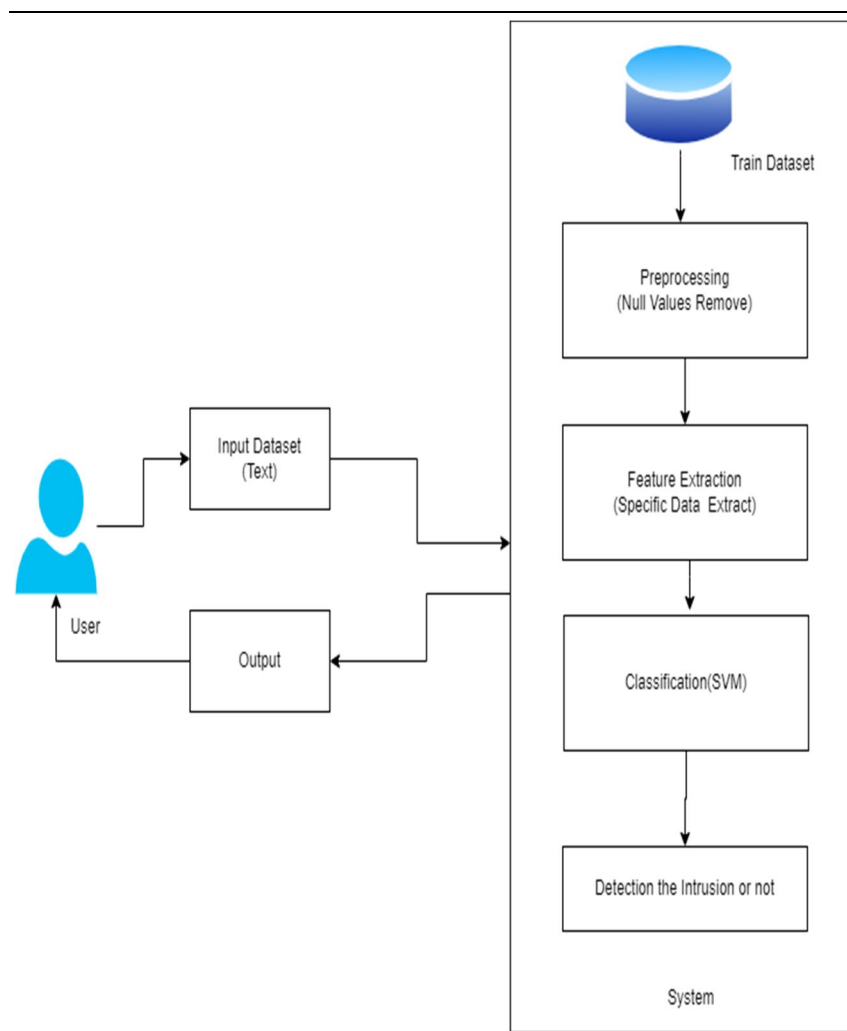 Train Dataset
Preprocessing
(Null Values Remove)
Input Dataset
(Text)
Feature Extraction
(Specific Data Extract)
User
Output
Classification(SVM)
Detection the Intrusion or not
System